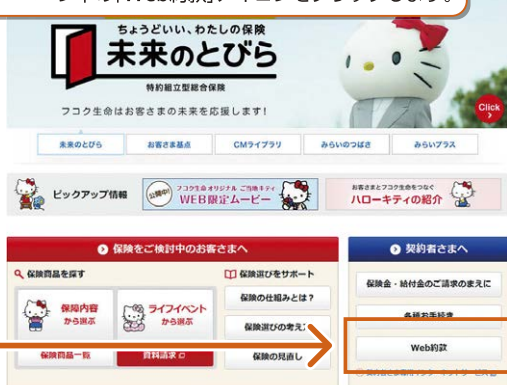 ちょうどいい、わたしの保険
未来のとびら
特約組立型総合保険
フコク生命はお客さまの未来を応援します!
Click
未来のとびら
お客さま基点
CMライブラリ
みらいのつばさ
みらいプラス
ピックアップ情報
公開中!
フコク生命オリジナル ご当地キティ
WEB限定ムービー
お客さまとフコク生命をつなぐ
ハローキティの紹介
保険をご検討中のお客さまへ
保険商品を探す
保障内容
から選ぶ
ライフイベント
から選ぶ
保険商品一覧
資料請求
保険選びをサポート
保険の仕組みとは?
保険選びの考え
保険の見直し
契約者さまへ
保険金・給付金のご請求のまえに
各種お手続き
Web約款